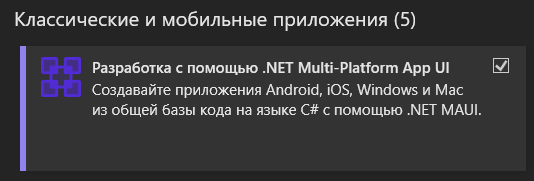 Классические и мобильные приложения (5)
Разработка с помощью .NET Multi-Platform App UI
Создавайте приложения Android, iOS, Windows и Mac
из общей базы кода на языке C# с помощью .NET MAUI.